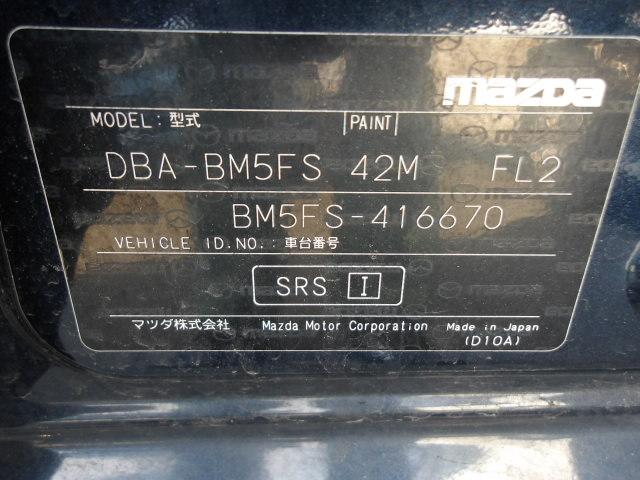 mazda
MODEL: 型式 PAINT
DBA-BM5FS 42M FL2
BM5FS-416670
VEHICLE ID.NO.: 車台番号
SRS I
マツダ株式会社 Mazda Motor Corporation Made in Japan
(D10A)